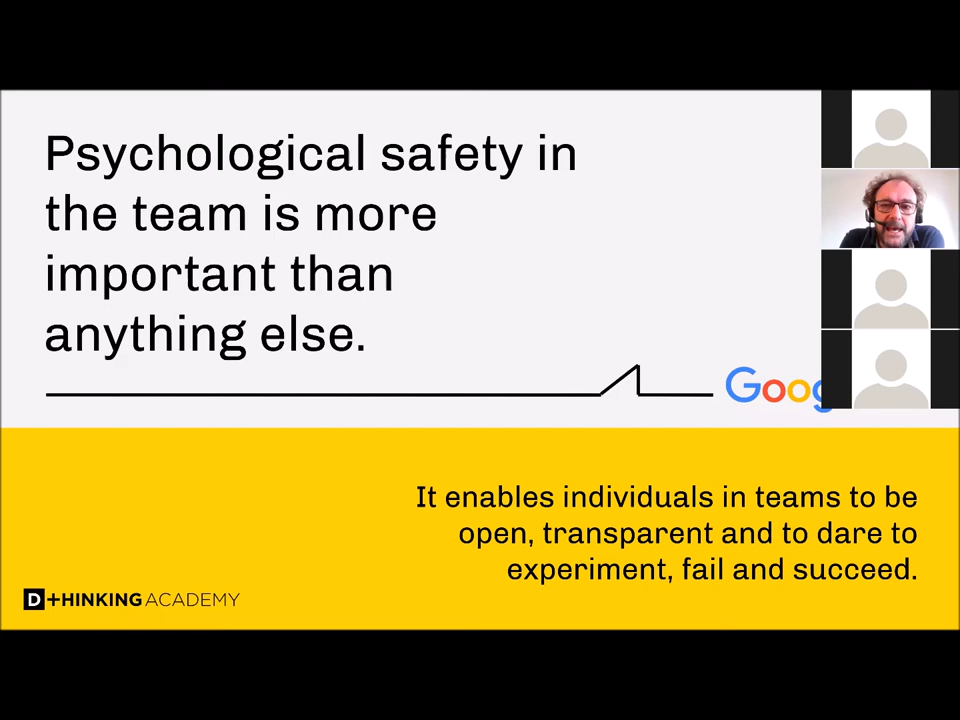 Psychological safety in
the team is more
important than
anything else.
Goog
It enables individuals in teams to be
open, transparent and to dare to
experiment, fail and succeed.
D+HINKING ACADEMY